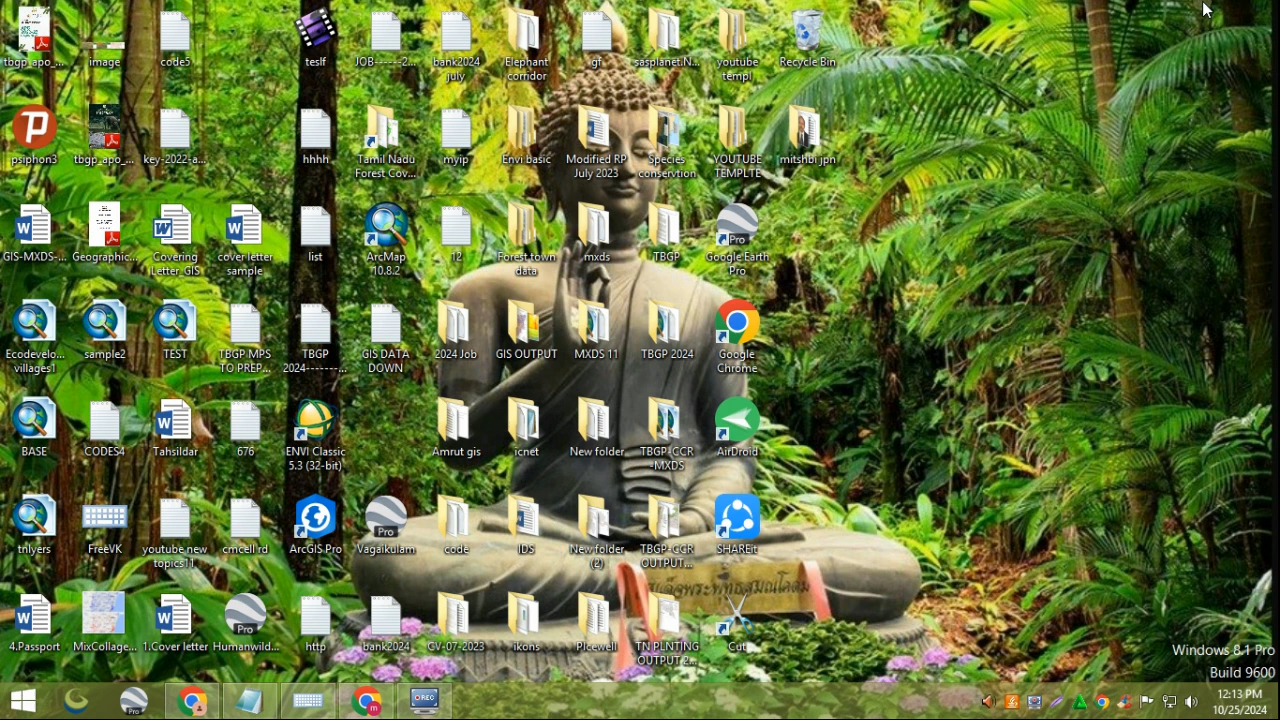 tbgp_apo_...
image
code5
teslf
JOB------2...
bank2024
july
Elephant
corridor
gf
sasplanet.N...
youtube
templ
Recycle Bin
psiphon3
tbgp_apo_...
key-2022-a...
hhhh
Tamil Nadu
Forest Cov...
myip
Envi basic
Modified RP
July 2023
Species
conservtion
YOUTUBE
TEMPLTE
mitshbi jpn
GIS-MXDS-...
Geographic...
Covering
Letter_GIS
cover letter
sample
list
ArcMap
10.8.2
12
Forest town
data
mxds
TBGP
Google Earth
Pro
Ecodevelo...
villages1
sample2
TEST
TBGP MPS
TO PREP...
TBGP
2024-------...
GIS DATA
DOWN
2024 Job
GIS OUTPUT
MXDS 11
TBGP 2024
Google
Chrome
BASE
CODES4
Tahsildar
676
ENVI Classic
5.3 (32-bit)
Amrut gis
icnet
New folder
TBGP-CCR
-MXDS
AirDroid
tnlyers
FreeVK
youtube new
topics11
cmcell rd
ArcGIS Pro
Vagaikulam
code
IDS
New folder
(2)
TBGP-CCR
OUTPUT...
SHAREit
4.Passport
MixCollage...
1.Cover letter
Humanwild...
http
bank2024
CV-07-2023
ikons
PIcewell
TN PLNTING
OUTPUT 2...
Cut
Windows 8.1 Pro
Build 9600
12:13 PM
10/25/2024